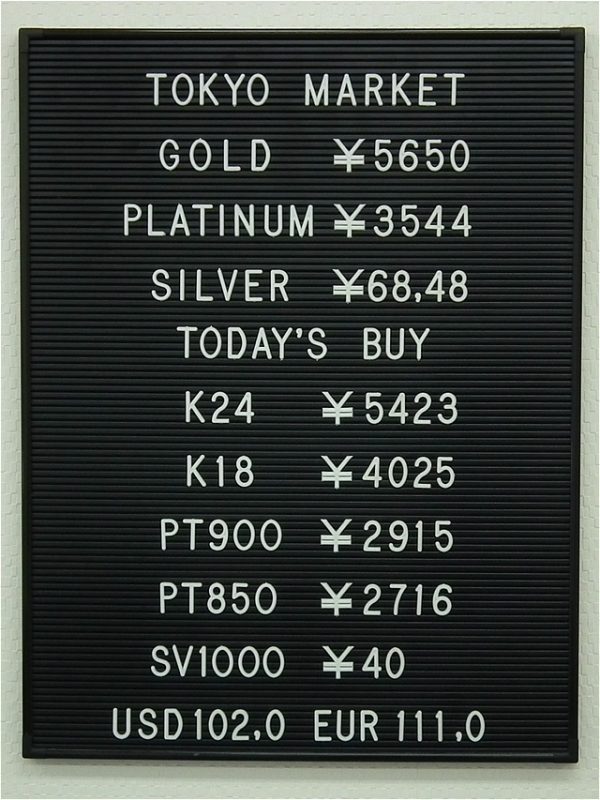 TOKYO MARKET
GOLD ¥5650
PLATINUM ¥3544
SILVER ¥68,48
TODAY'S BUY
K24 ¥5423
K18 ¥4025
PT900 ¥2915
PT850 ¥2716
SV1000 ¥40
USD102,0 EUR 111,0